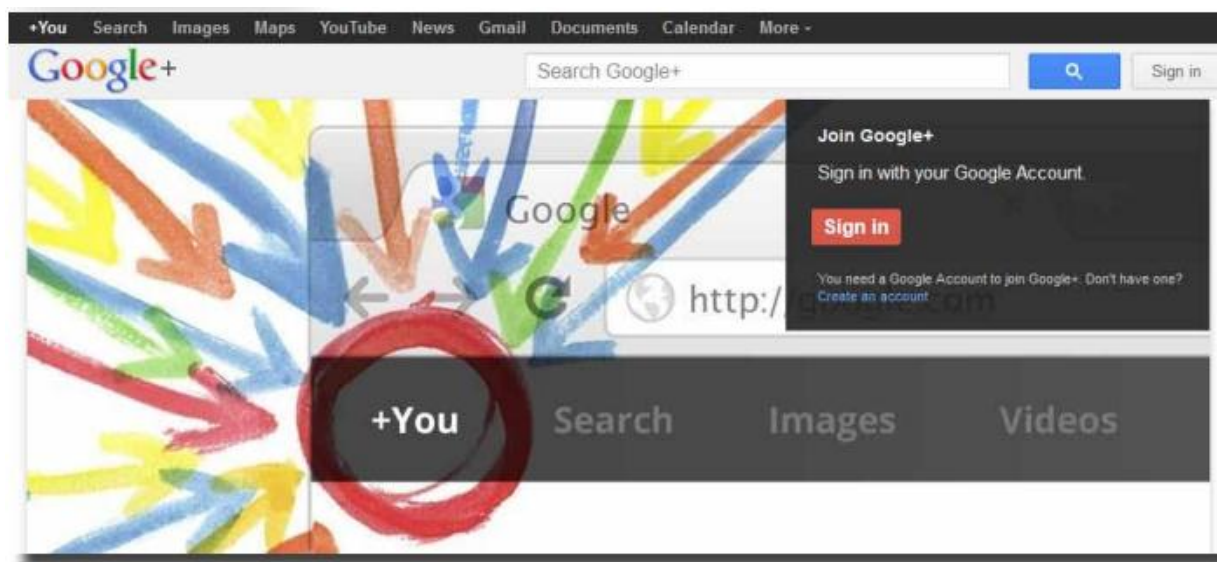 +You Search Images Maps YouTube News Gmail Documents Calendar More
Google+
Search Google+
Sign in
Join Google+
Sign in with your Google Account.
Sign in
You need a Google Account to join Google+. Don't have one?
Create an account
Google
http://google.com
+You Search Images Videos